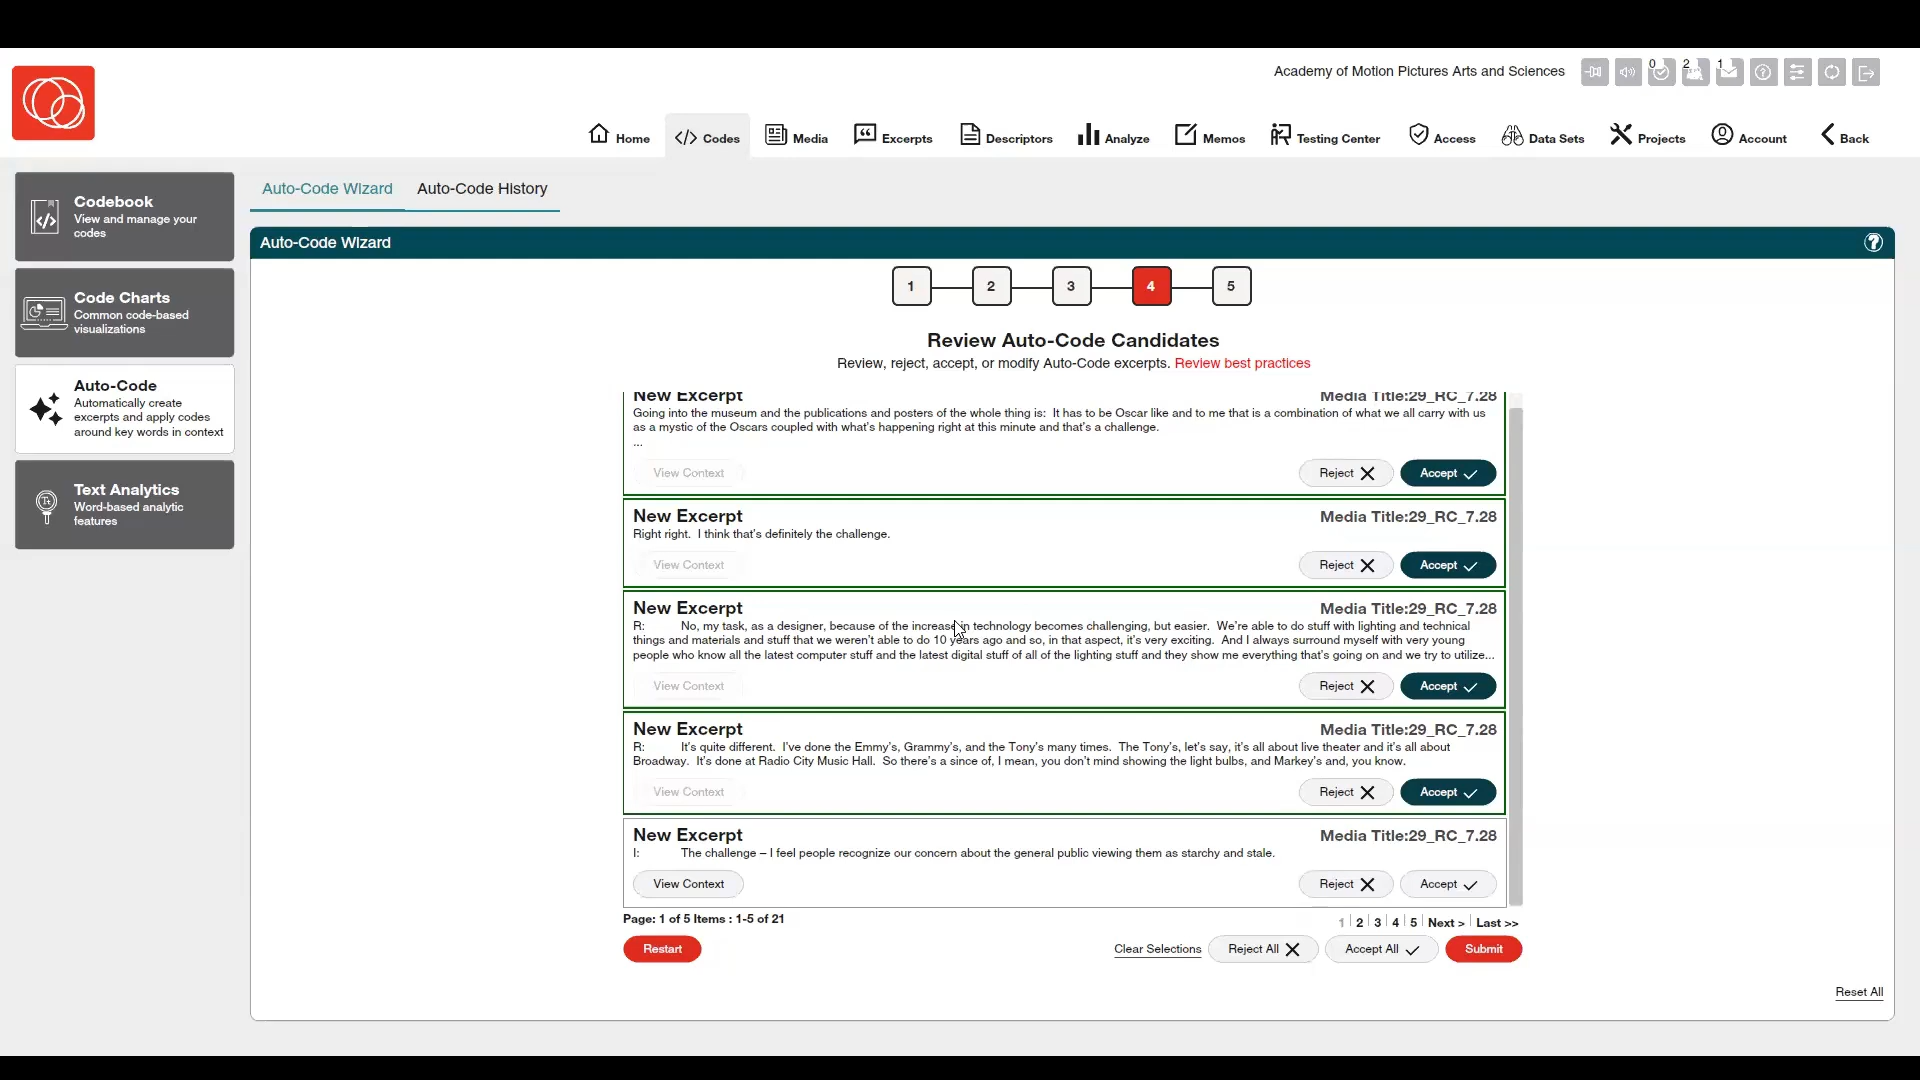 Academy of Motion Pictures Arts and Sciences
0
2
1
Home
Codes
Media
Excerpts
Descriptors
Analyze
Memos
Testing Center
Access
Data Sets
Projects
Account
Back
Codebook
View and manage your
codes
Code Charts
Common code-based
visualizations
Auto-Code
Automatically create
excerpts and apply codes
around key words in context
Text Analytics
Word-based analytic
features
Auto-Code Wizard
Auto-Code History
Auto-Code Wizard
?
1
2
3
4
5
Review Auto-Code Candidates
Review, reject, accept, or modify Auto-Code excerpts. Review best practices
New Excerpt
Media Title:29_RC_7.28
Going into the museum and the publications and posters of the whole thing is:  It has to be Oscar like and to me that is a combination of what we all carry with us
as a mystic of the Oscars coupled with what's happening right at this minute and that's a challenge.
...
View Context
Reject
Accept
New Excerpt
Media Title:29_RC_7.28
Right right.  I think that's definitely the challenge.
View Context
Reject
Accept
New Excerpt
Media Title:29_RC_7.28
R: No, my task, as a designer, because of the increase in technology becomes challenging, but easier.  We're able to do stuff with lighting and technical
things and materials and stuff that we weren't able to do 10 years ago and so, in that aspect, it's very exciting.  And I always surround myself with very young
people who know all the latest computer stuff and the latest digital stuff of all of the lighting stuff and they show me everything that's going on and we try to utilize...
View Context
Reject
Accept
New Excerpt
Media Title:29_RC_7.28
R: It's quite different.  I've done the Emmy's, Grammy's, and the Tony's many times.  The Tony's, let's say, it's all about live theater and it's all about
Broadway.  It's done at Radio City Music Hall.  So there's a since of, I mean, you don't mind showing the light bulbs, and Markey's and, you know.
View Context
Reject
Accept
New Excerpt
Media Title:29_RC_7.28
I: The challenge – I feel people recognize our concern about the general public viewing them as starchy and stale.
View Context
Reject
Accept
Page: 1 of 5 Items : 1-5 of 21
1 2 3 4 5 Next > Last >>
Restart
Clear Selections
Reject All
Accept All
Submit
Reset All